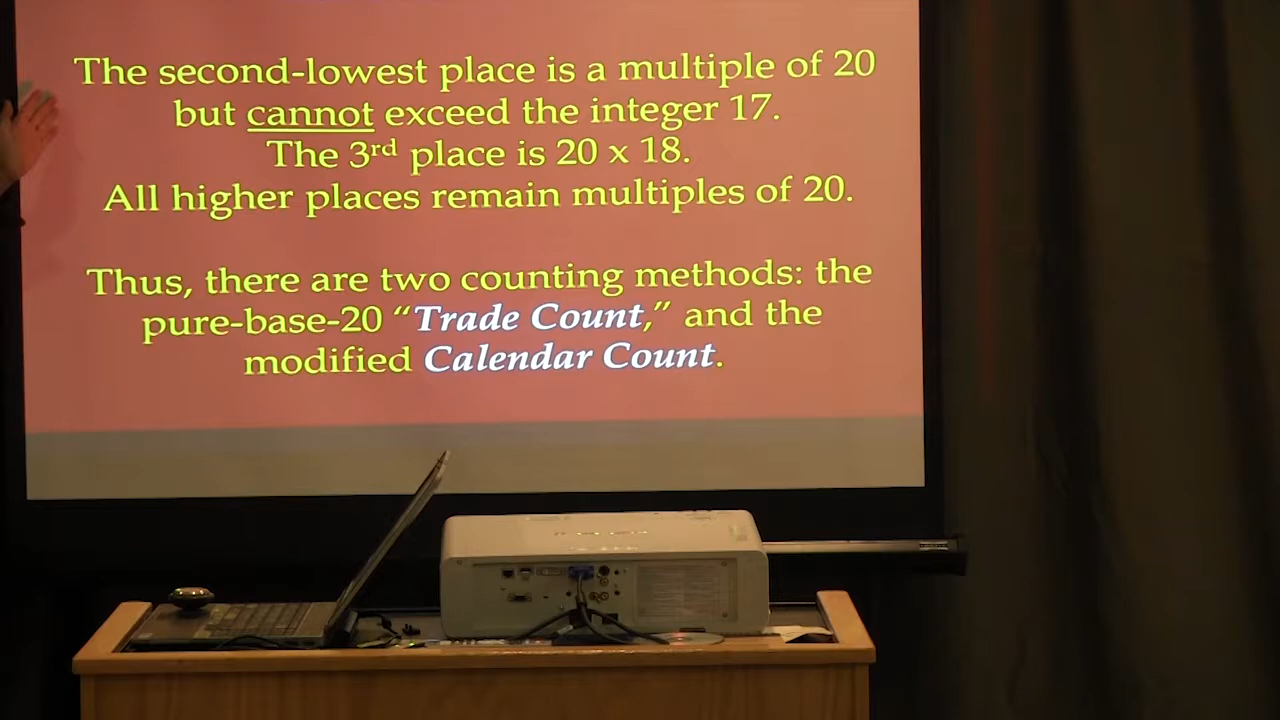 The second-lowest place is a multiple of 20
but cannot exceed the integer 17.
The 3rd place is 20 x 18.
All higher places remain multiples of 20.
Thus, there are two counting methods: the
pure-base-20 “Trade Count,” and the
modified Calendar Count.